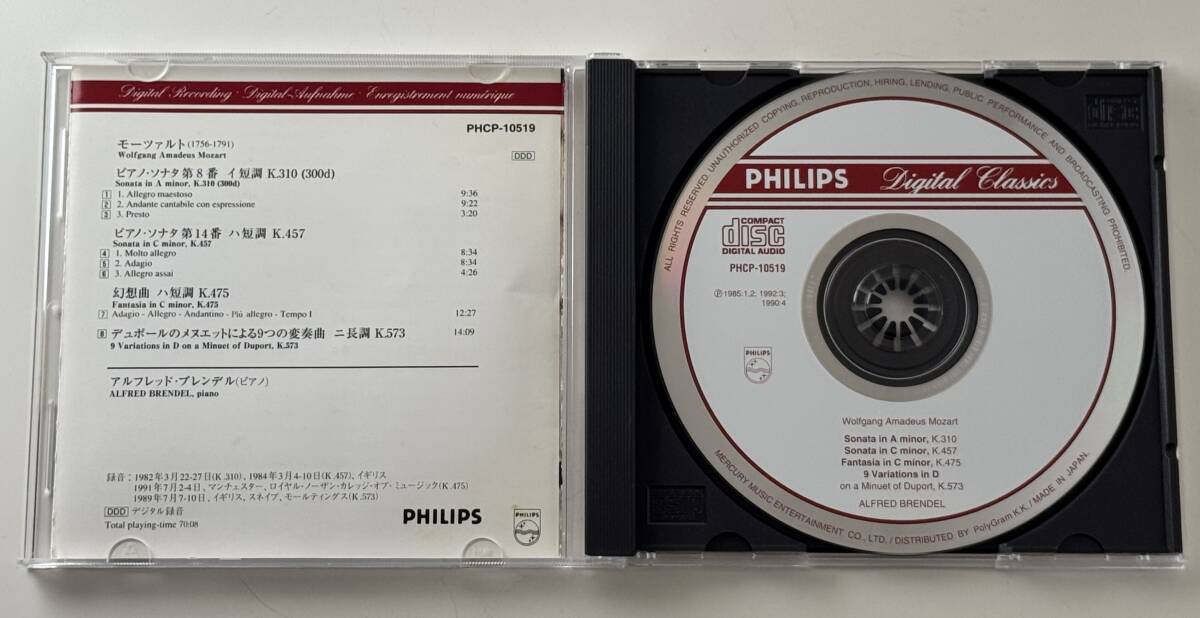 Digital Recording · Digital-Aufnahme · Enregistrement numérique
PHCP-10519
モーツァルト (1756-1791)
Wolfgang Amadeus Mozart
DDD
ピアノ・ソナタ 第8番 イ短調 K.310 (300d)
Sonata in A minor, K.310 (300d)
1 1. Allegro maestoso 9:36
2 2. Andante cantabile con espressione 9:22
3 3. Presto 3:20
ピアノ・ソナタ 第14番 ハ短調 K.457
Sonata in C minor, K.457
4 1. Molto allegro 8:34
5 2. Adagio 8:34
6 3. Allegro assai 4:26
幻想曲 ハ短調 K.475
Fantasia in C minor, K.475
7 Adagio - Allegro - Andantino - Più allegro - Tempo I 12:27
8 デュポールのメヌエットによる9つの変奏曲 ニ長調 K.573 14:09
9 Variations in D on a Minuet of Duport, K.573
アルフレッド・ブレンデル(ピアノ)
ALFRED BRENDEL, piano
録音：1982年3月22-27日(K.310), 1984年3月4-10日(K.457), イギリス
1991年7月2-4日, マンチェスター, ロイヤル・ノーザン・カレッジ・オブ・ミュージック(K.475)
1989年7月7-10日, イギリス, スネイプ, モールティングス(K.573)
DDD デジタル録音
Total playing-time 70:08
PHILIPS
PHILIPS
ALL RIGHTS RESERVED. UNAUTHORIZED COPYING, REPRODUCTION, HIRING, LENDING, PUBLIC PERFORMANCE AND BROADCASTING PROHIBITED.
PHILIPS Digital Classics
COMPACT
disc
DIGITAL AUDIO
PHCP-10519
Ⓟ1985:1,2; 1992:3;
1990:4
PHILIPS
Wolfgang Amadeus Mozart
Sonata in A minor, K.310
Sonata in C minor, K.457
Fantasia in C minor, K.475
9 Variations in D
on a Minuet of Duport, K.573
ALFRED BRENDEL
MERCURY MUSIC ENTERTAINMENT CO., LTD. / DISTRIBUTED BY PolyGram K.K. / MADE IN JAPAN.